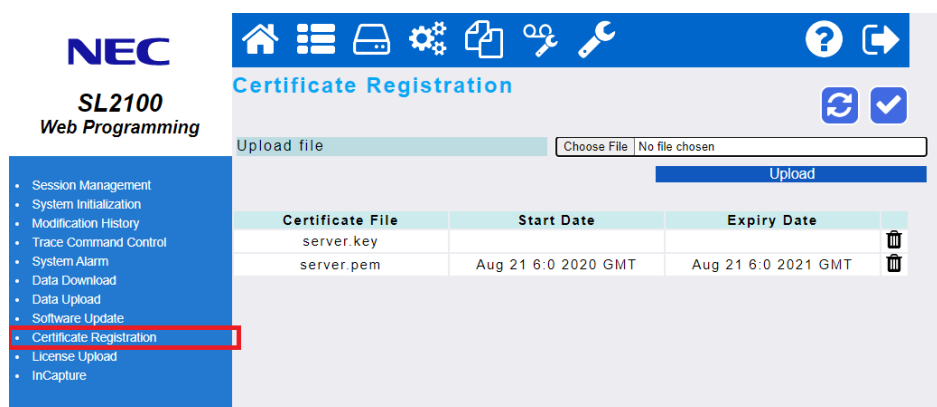 NEC
SL2100
Web Programming
Session Management
System Initialization
Modification History
Trace Command Control
System Alarm
Data Download
Data Upload
Software Update
Certificate Registration
License Upload
InCapture
?
Certificate Registration
Upload file Choose File No file chosen
Upload
Certificate File Start Date Expiry Date
server.key
server.pem Aug 21 6:0 2020 GMT Aug 21 6:0 2021 GMT